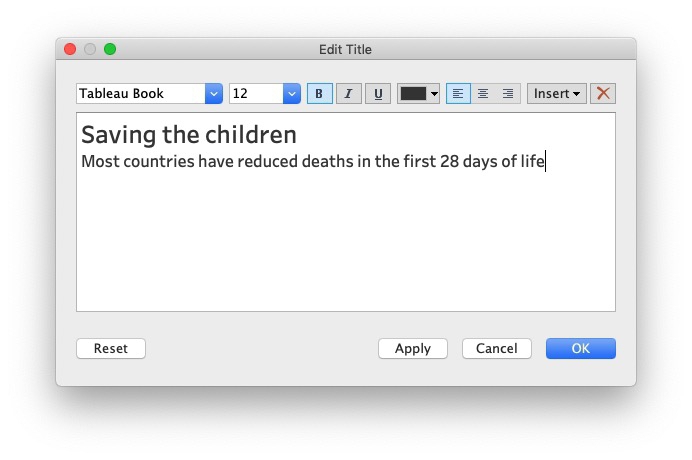 Edit Title
Tableau Book 12 B I U Insert
Saving the children
Most countries have reduced deaths in the first 28 days of life
Reset Apply Cancel OK